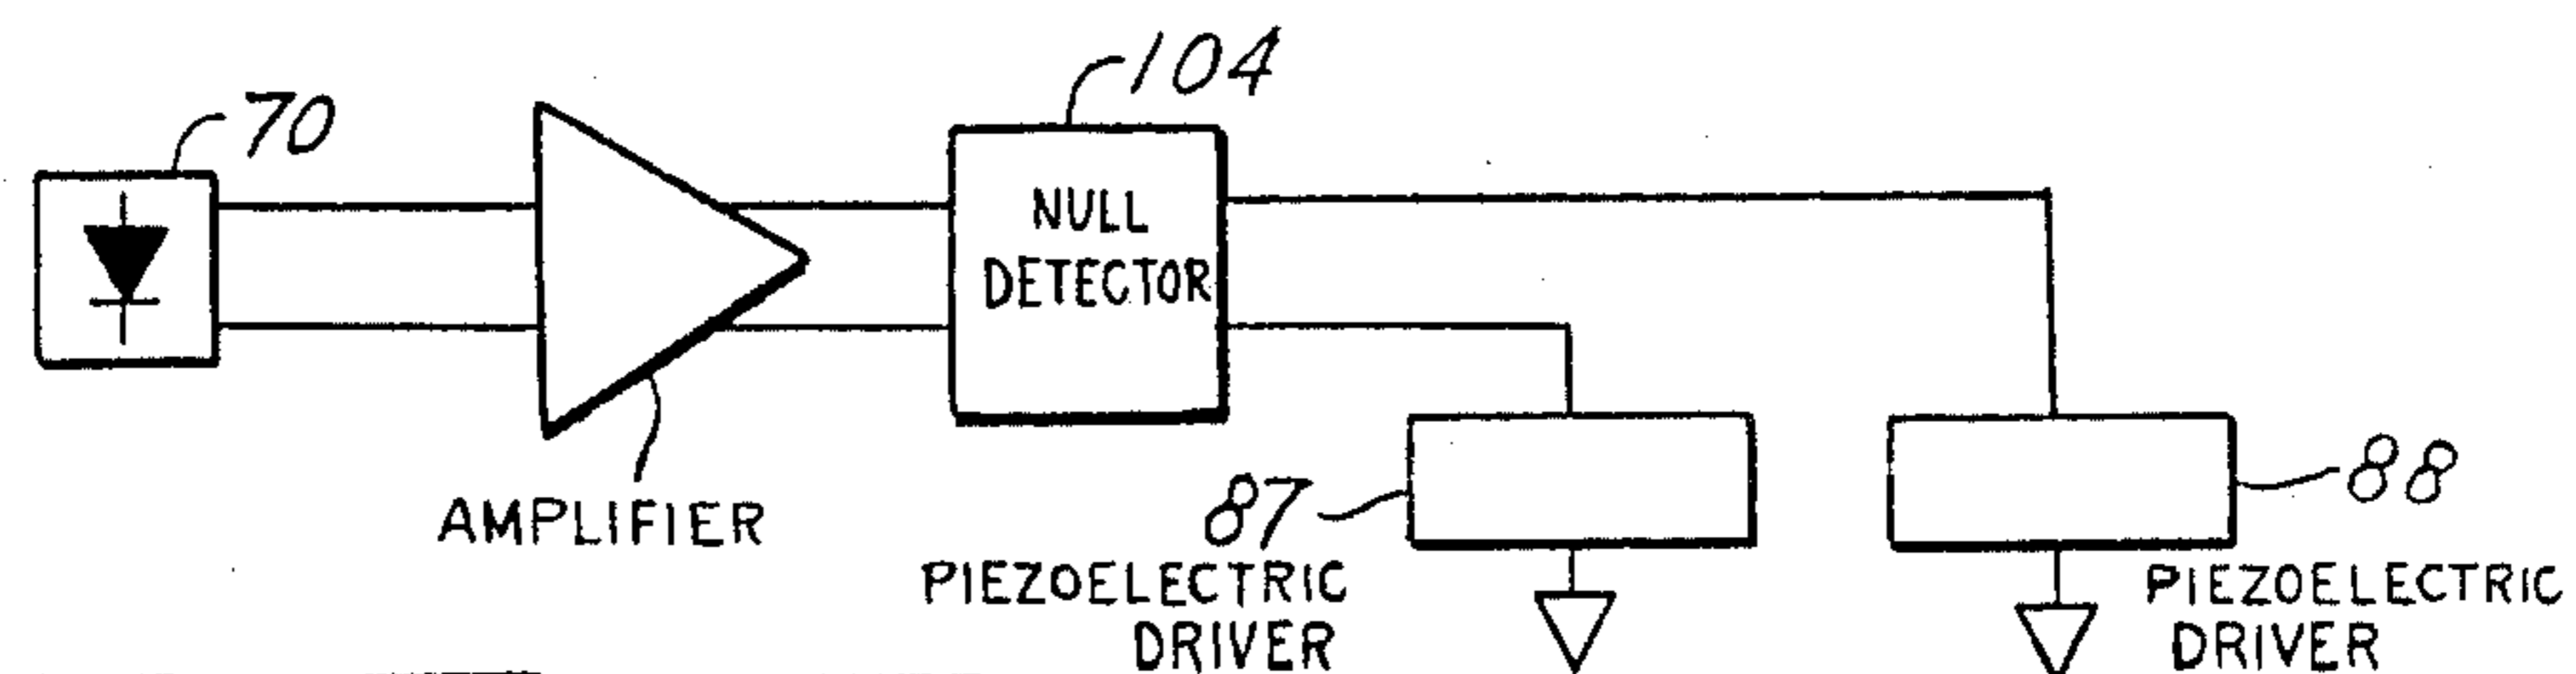 104
70
NULL
DETECTOR
AMPLIFIER
87
88
PIEZOELECTRIC
DRIVER
PIEZOELECTRIC
DRIVER